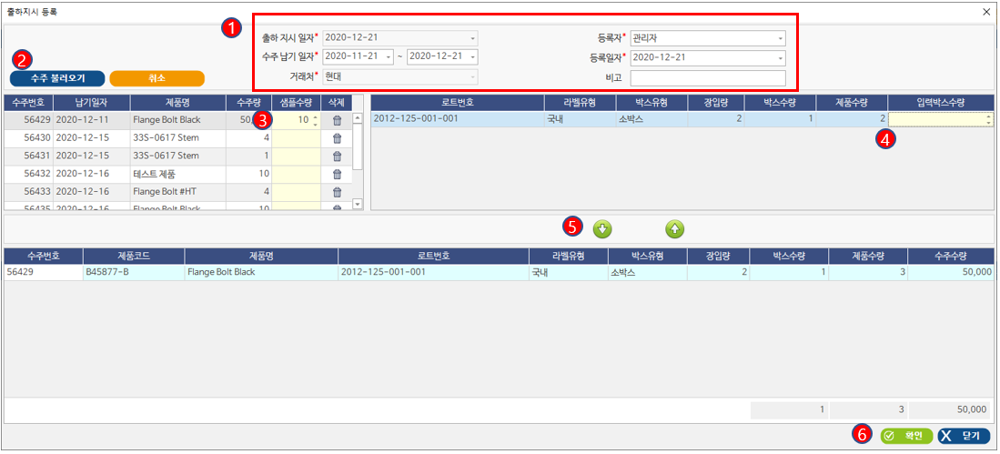 출하지시 등록
1
출하 지시 일자* 2020-12-21 등록자* 관리자
수주 납기 일자* 2020-11-21 ~ 2020-12-21 등록일자* 2020-12-21
거래처* 현대 비고
2
수주 불러오기 취소
수주번호 납기일자 제품명 수주량 샘플수량 삭제
56429 2020-12-11 Flange Bolt Black 50, 3 10
56430 2020-12-15 33S-0617 Stem 4
56431 2020-12-15 33S-0617 Stem 1
56432 2020-12-16 테스트 제품 10
56433 2020-12-16 Flange Bolt #HT 4
56435 2020-12-16 Flange Bolt Black 10
로트번호 라벨유형 박스유형 장입량 박스수량 제품수량 입력박스수량
2012-125-001-001 국내 소박스 2 1 2
4
5
수주번호 제품코드 제품명 로트번호 라벨유형 박스유형 장입량 박스수량 제품수량 수주수량
56429 B45877-B Flange Bolt Black 2012-125-001-001 국내 소박스 2 1 3 50,000
1 3 50,000
6 확인 X 닫기